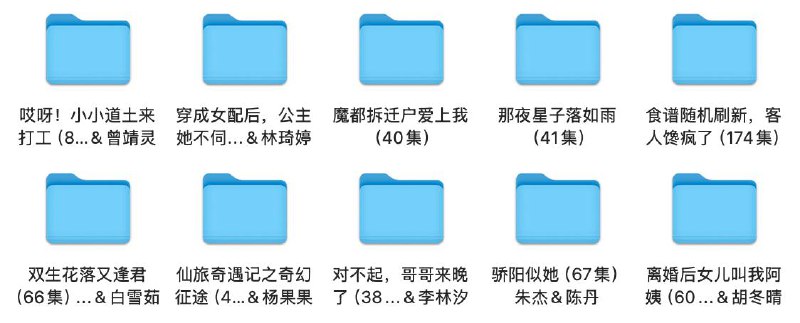 哎呀！小小道士来
打工（8...＆曾靖灵
穿成女配后，公主
她不伺...＆林琦婷
魔都拆迁户爱上我
（40集）
那夜星子落如雨
（41集）
食谱随机刷新，客
人馋疯了（174集）
双生花落又逢君
（66集）...＆白雪茹
仙旅奇遇记之奇幻
征途（4...＆杨果果
对不起，哥哥来晚
了（38...＆李林汐
骄阳似她（67集）
朱杰＆陈丹
离婚后女儿叫我阿
姨（60...＆胡冬晴